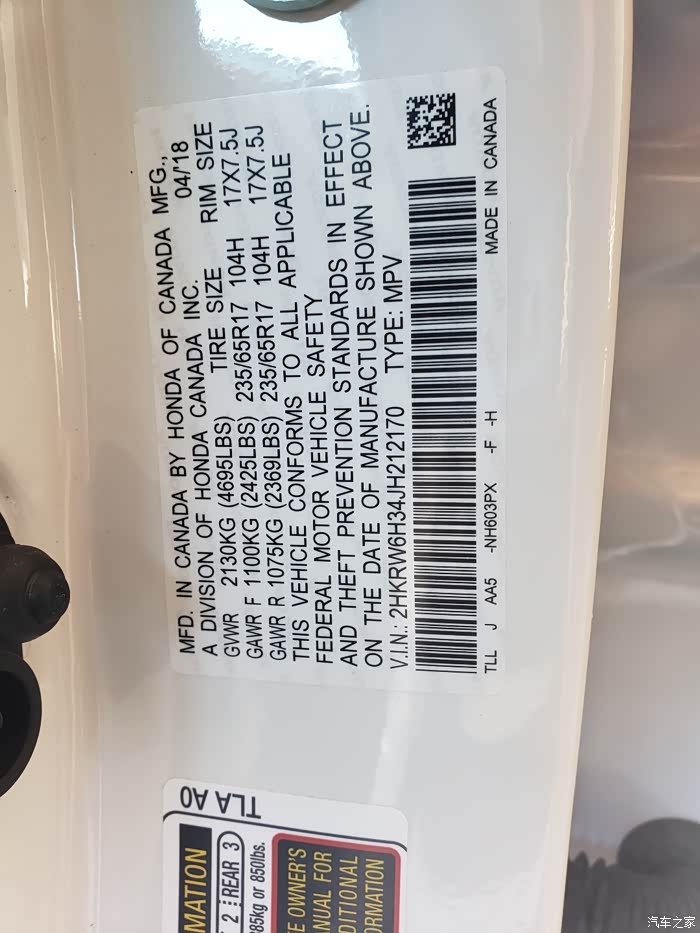 MFD. IN CANADA BY HONDA OF CANADA MFG.,
A DIVISION OF HONDA CANADA INC. 04/18
GVWR 2130KG (4695LBS) TIRE SIZE RIM SIZE
GAWR F 1100KG (2425LBS) 235/65R17 104H 17X7.5J
GAWR R 1075KG (2369LBS) 235/65R17 104H 17X7.5J
THIS VEHICLE CONFORMS TO ALL APPLICABLE
FEDERAL MOTOR VEHICLE SAFETY
AND THEFT PREVENTION STANDARDS IN EFFECT
ON THE DATE OF MANUFACTURE SHOWN ABOVE.
V.I.N.: 2HKRW6H34JH212170 TYPE: MPV
TLL J AA5 -NH603PX -F -H MADE IN CANADA
TLA A0
MATION
2 REAR 3
85kg or 850lbs.
E OWNER'S
NUAL FOR
DITIONAL
ORMATION
汽车之家